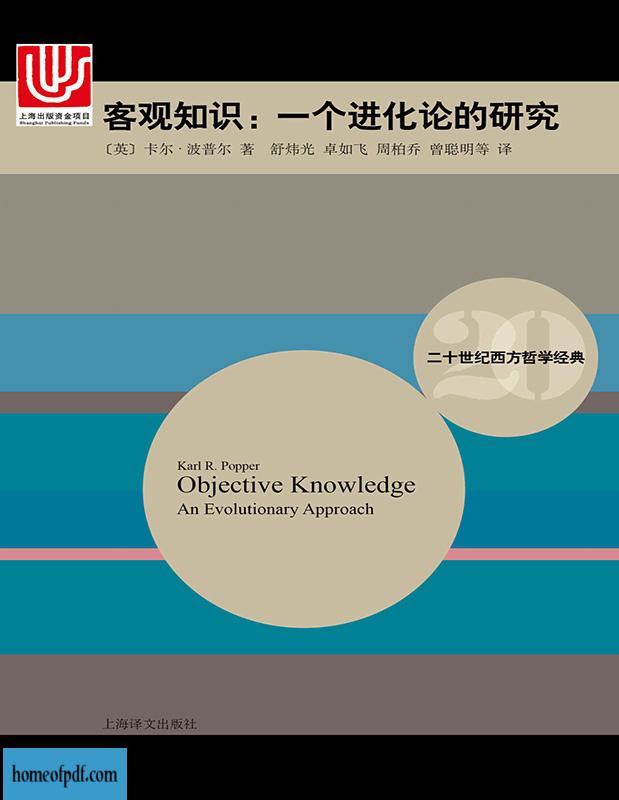 上海出版资金项目
Shanghai Publishing Funds
客观知识：一个进化论的研究
〔英〕卡尔·波普尔 著 舒炜光 卓如飞 周柏乔 曾聪明等 译
20
二十世纪西方哲学经典
Karl R. Popper
Objective Knowledge
An Evolutionary Approach
上海译文出版社
homeofpdf.com